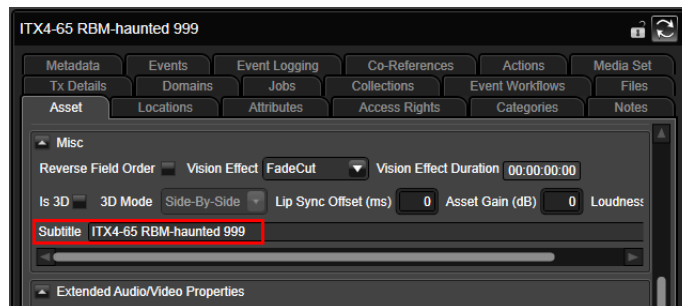 ITX4-65 RBM-haunted 999
Metadata Events Event Logging Co-References Actions Media Set
Tx Details Domains Jobs Collections Event Workflows Files
Asset Locations Attributes Access Rights Categories Notes
Misc
Reverse Field Order Vision Effect FadeCut Vision Effect Duration 00:00:00:00
Is 3D 3D Mode Side-By-Side Lip Sync Offset (ms) 0 Asset Gain (dB) 0 Loudness
Subtitle ITX4-65 RBM-haunted 999
Extended Audio/Video Properties